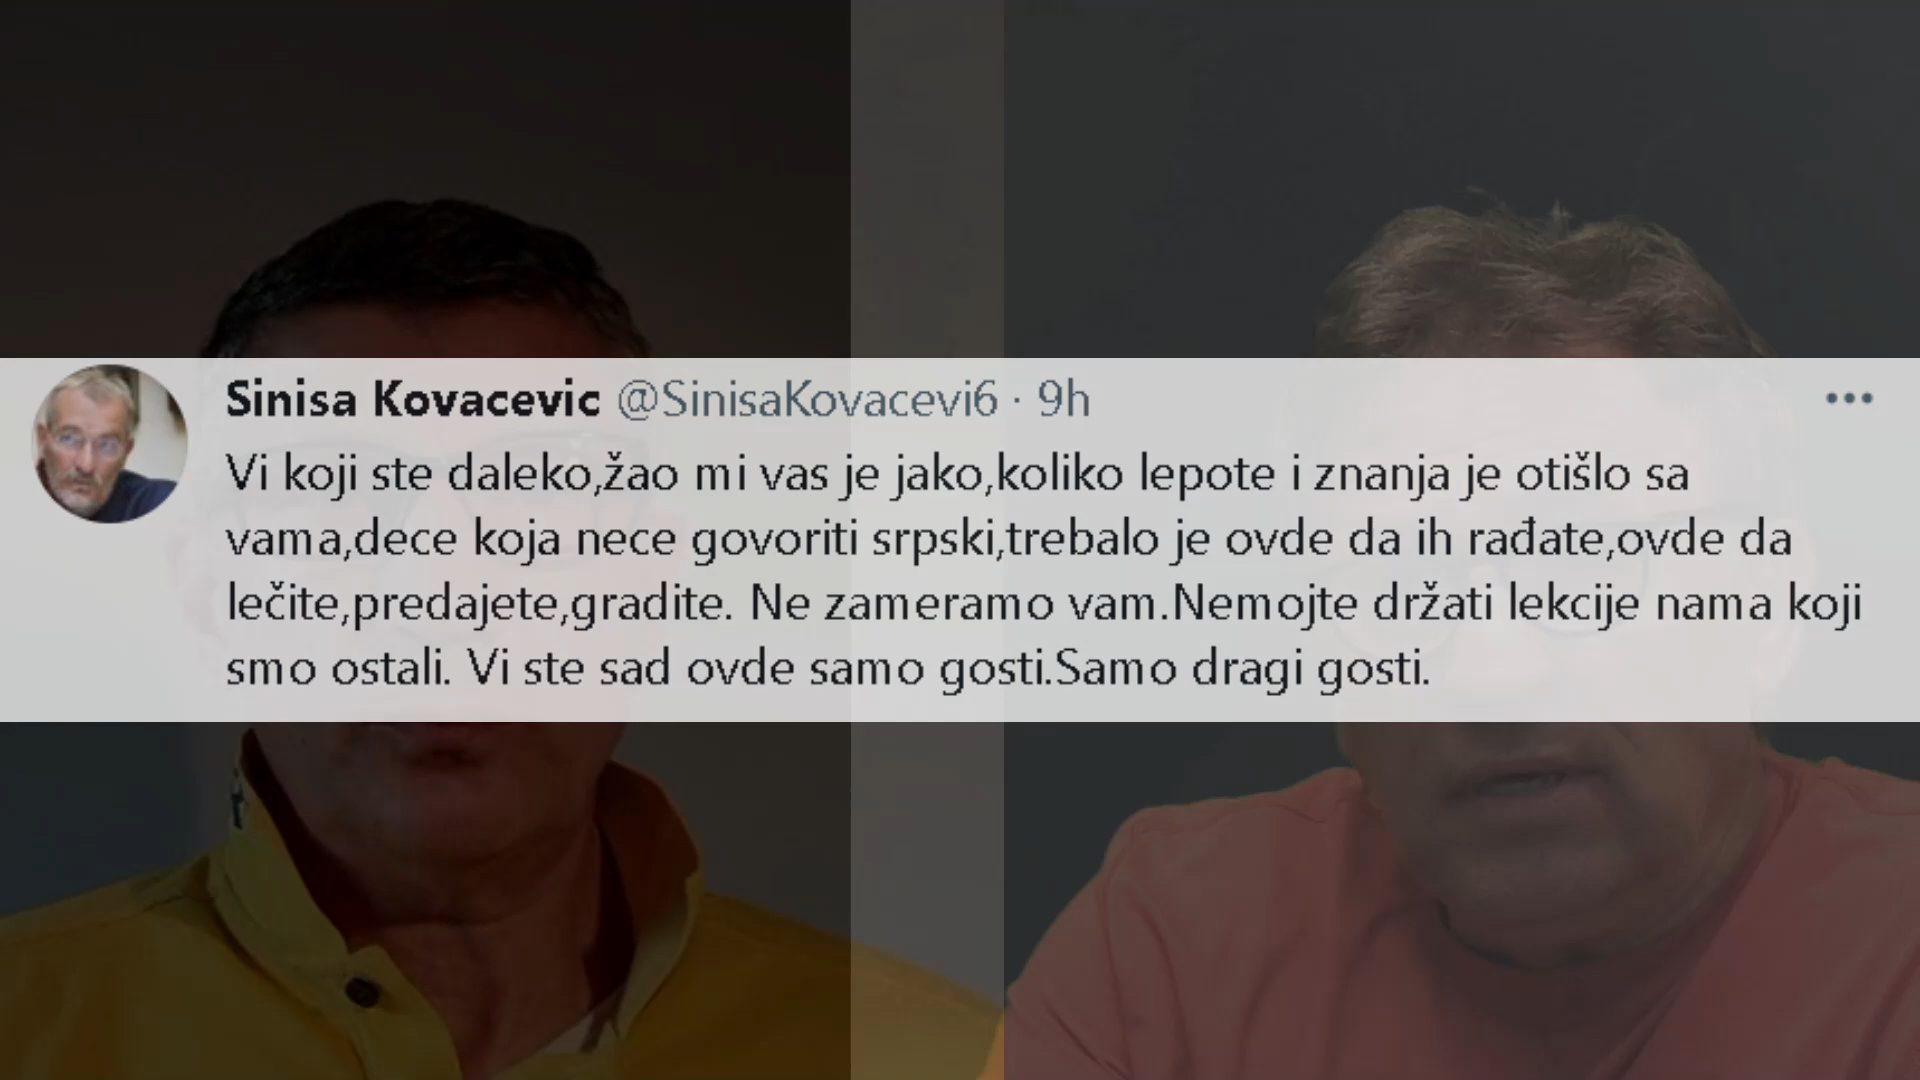 Sinisa Kovacevic @SinisaKovacevi6 · 9h
Vi koji ste daleko,žao mi vas je jako,koliko lepote i znanja je otišlo sa
vama,dece koja nece govoriti srpski,trebalo je ovde da ih rađate,ovde da
lečite,predajete,gradite. Ne zameramo vam.Nemojte držati lekcije nama koji
smo ostali. Vi ste sad ovde samo gosti.Samo dragi gosti.